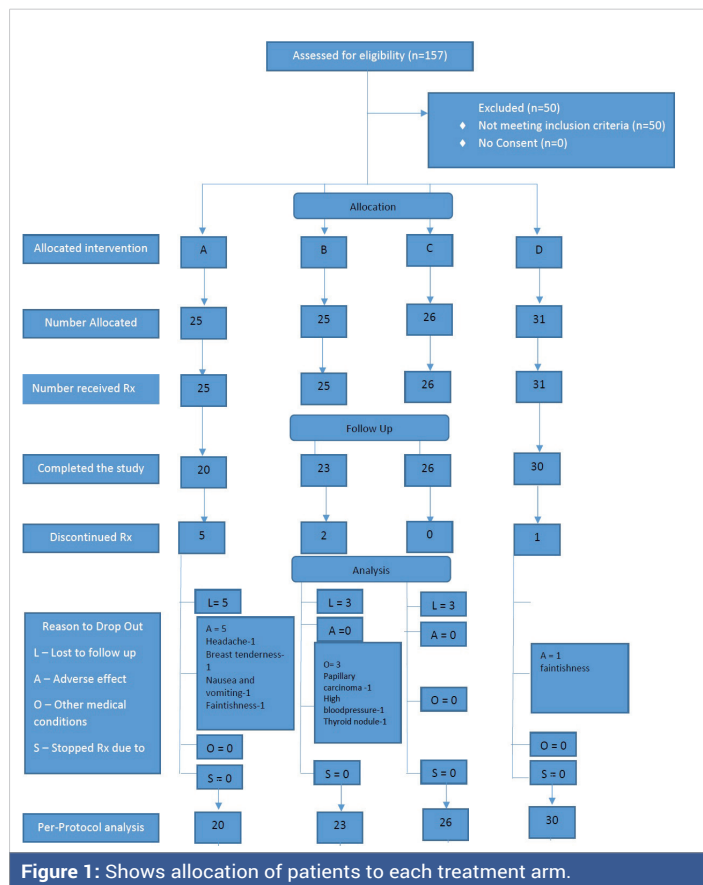 Assessed for eligibility (n=157)
Excluded (n=50)
♦ Not meeting inclusion criteria (n=50)
♦ No Consent (n=0)
Allocation
Allocated intervention
A
B
C
D
Number Allocated
25
25
26
31
Number received Rx
25
25
26
31
Follow Up
Completed the study
20
23
26
30
Discontinued Rx
5
2
0
1
Analysis
Reason to Drop Out
L – Lost to follow up
A – Adverse effect
O – Other medical
conditions
S – Stopped Rx due to
L= 5
A = 5
Headache-1
Breast tenderness-
1
Nausea and
vomiting-1
Faintishness-1
O = 0
S = 0
L = 3
A =0
O= 3
Papillary
carcinoma -1
High
bloodpressure-1
Thyroid nodule-1
S = 0
L = 3
A = 0
O = 0
S = 0
A = 1
faintishness
O = 0
S = 0
Per-Protocol analysis
20
23
26
30
Figure 1: Shows allocation of patients to each treatment arm.